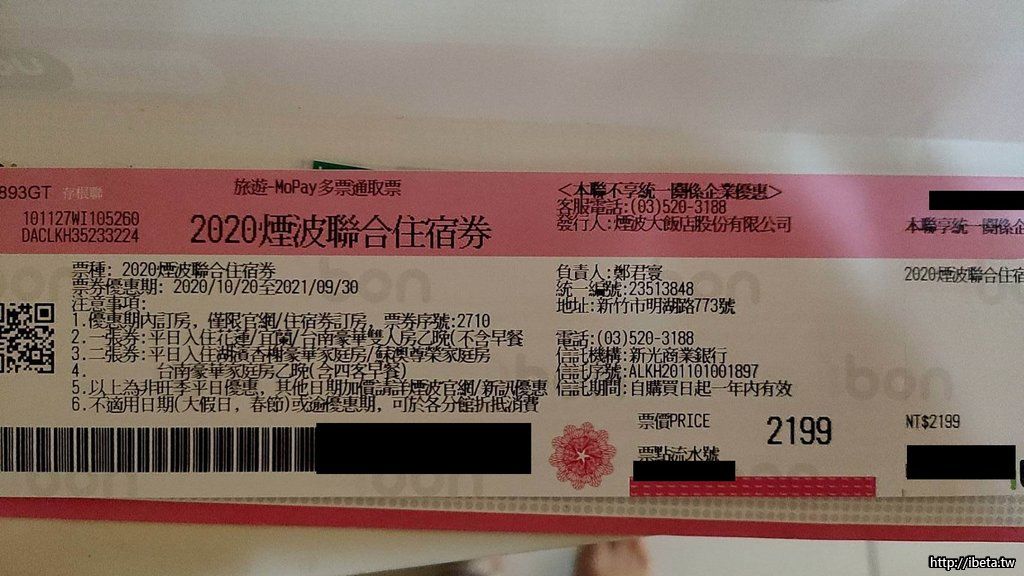 893GT 存根聯
101127WI105260
DACLKH35233224
旅遊-MoPay多票通取票
2020煙波聯合住宿券
<本聯不享統一關係企業優惠>
客服電話:(03)520-3188
發行人:煙波大飯店股份有限公司
本聯享統一關係企
票種: 2020煙波聯合住宿券
票券優惠期: 2020/10/20至2021/09/30
注意事項:
1.優惠期內訂房, 僅限官網/住宿券訂房, 票券序號:2710
2.一張券:平日入住花蓮/宜蘭/台南豪華雙人房乙晚(不含早餐
3.二張券:平日入住湖濱香榭豪華家庭房/蘇澳尊榮家庭房
4. 台南豪華家庭房乙晚(含四客早餐)
5.以上為非旺季平日優惠, 其他日期加價請詳煙波官網/新訊優惠
6.不適用日期(大假日, 春節)或逾優惠期, 可於各分館折抵消費
負責人:鄭君寰
統一編號:23513848
地址:新竹市明湖路773號
電話:(03)520-3188
信託機構:新光商業銀行
信託序號:ALKH201101001897
信託期間:自購買日起一年內有效
票價PRICE 2199
票點流水號
2020煙波聯合住宿
NT$2199
bon
bon
http://ibeta.tw